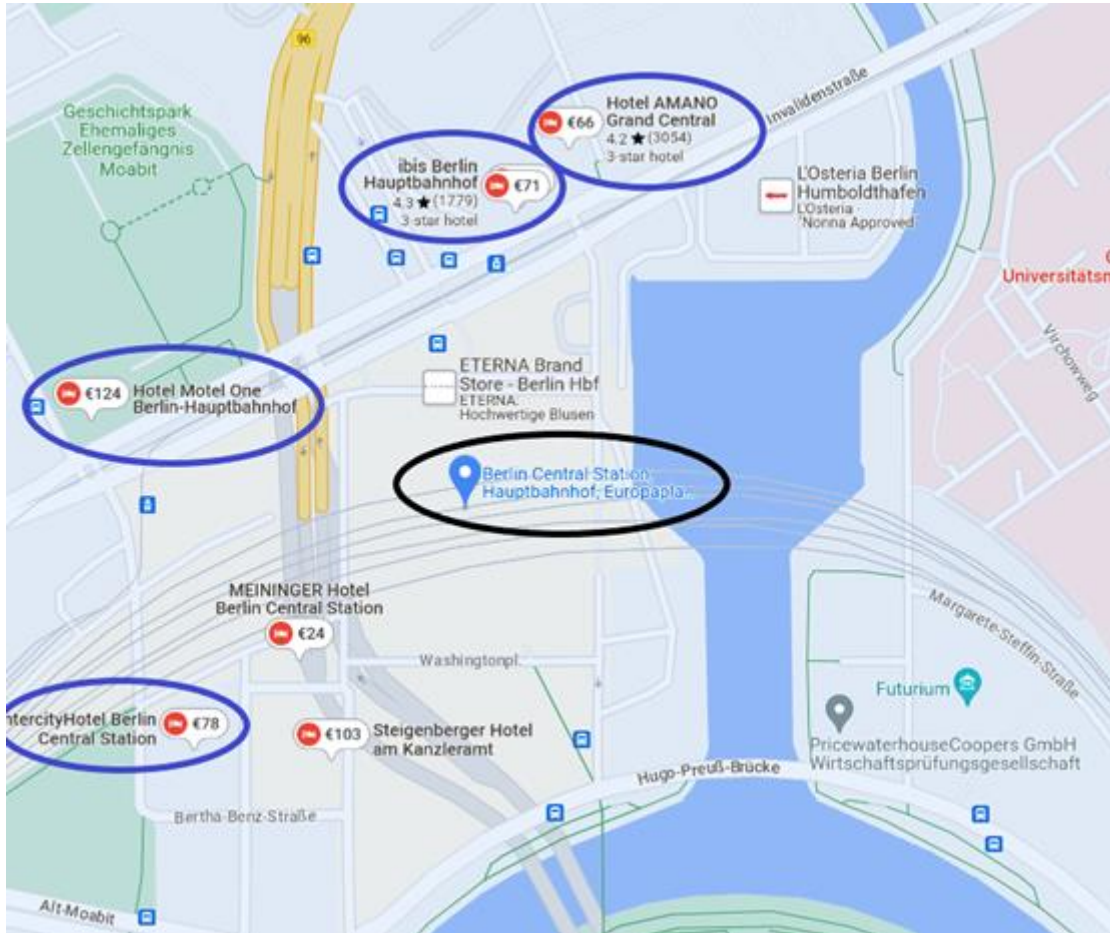 96
Geschichtspark
Ehemaliges
Zellengefängnis
Moabit
€66
Hotel AMANO
Grand Central
4.2 ★ (3054)
3-star hotel
Invalidenstraße
ibis Berlin
Hauptbahnhof
4.3 ★ (1779)
3-star hotel
€71
L'Osteria Berlin
Humboldthafen
L'Osteria
'Nonna Approved'
Universitätsm
Virchowweg
€124
Hotel Motel One
Berlin-Hauptbahnhof
ETERNA Brand
Store - Berlin Hbf
ETERNA.
Hochwertige Blusen
Berlin Central Station
Hauptbahnhof, Europapla...
MEININGER Hotel
Berlin Central Station
€24
Washingtonpl.
Margarete-Steffin-Straße
Futurium
ntercityHotel Berlin
Central Station
€78
€103
Steigenberger Hotel
am Kanzleramt
PricewaterhouseCoopers GmbH
Wirtschaftsprüfungsgesellschaft
Hugo-Preuß-Brücke
Bertha-Benz-Straße
Alt-Moabit